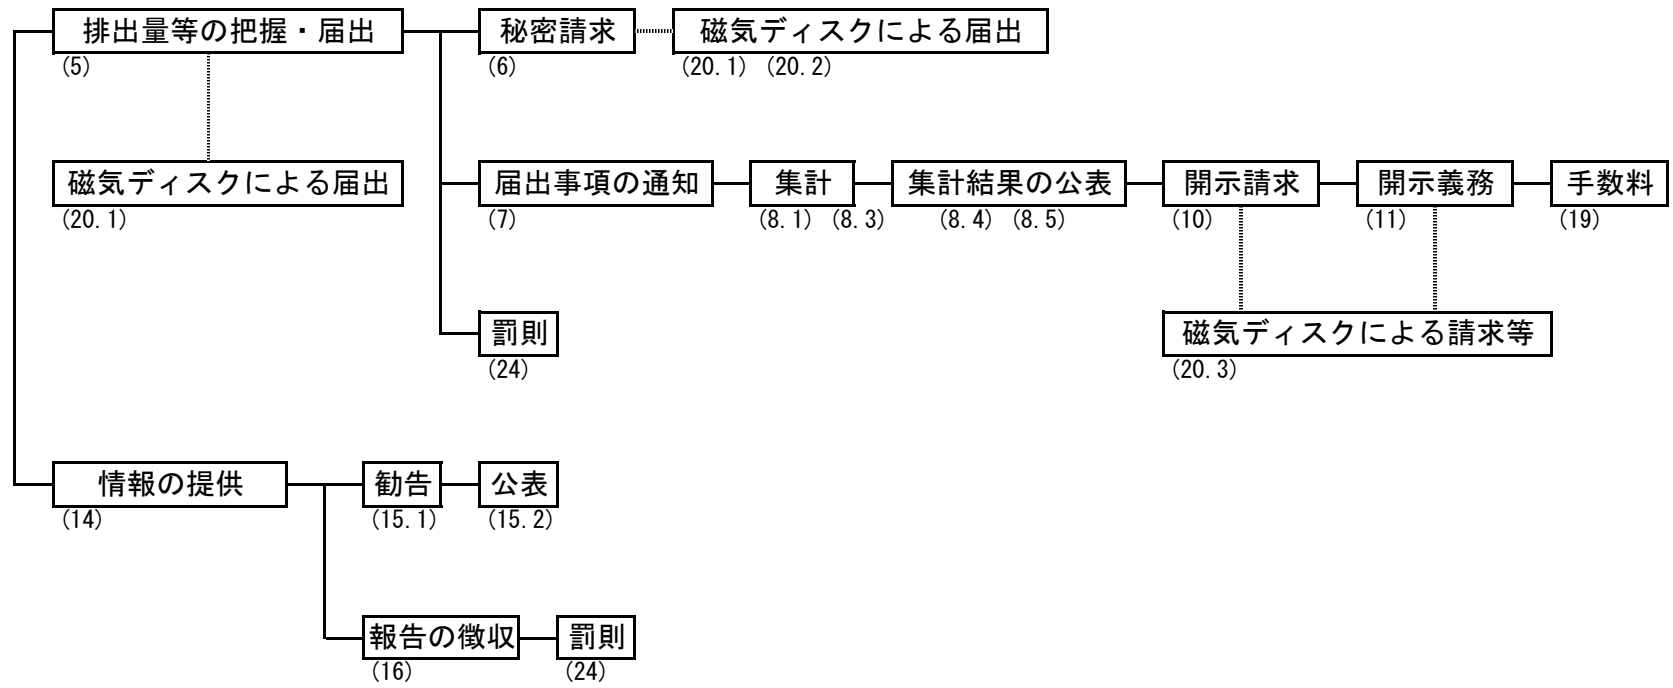 排出量等の把握・届出 秘密請求 磁気ディスクによる届出
(5) (6) (20.1) (20.2)
磁気ディスクによる届出 届出事項の通知 集計 集計結果の公表 開示請求 開示義務 手数料
(20.1) (7) (8.1) (8.3) (8.4) (8.5) (10) (11) (19)
罰則 磁気ディスクによる請求等
(24) (20.3)
情報の提供 勧告 公表
(14) (15.1) (15.2)
報告の徴収 罰則
(16) (24)